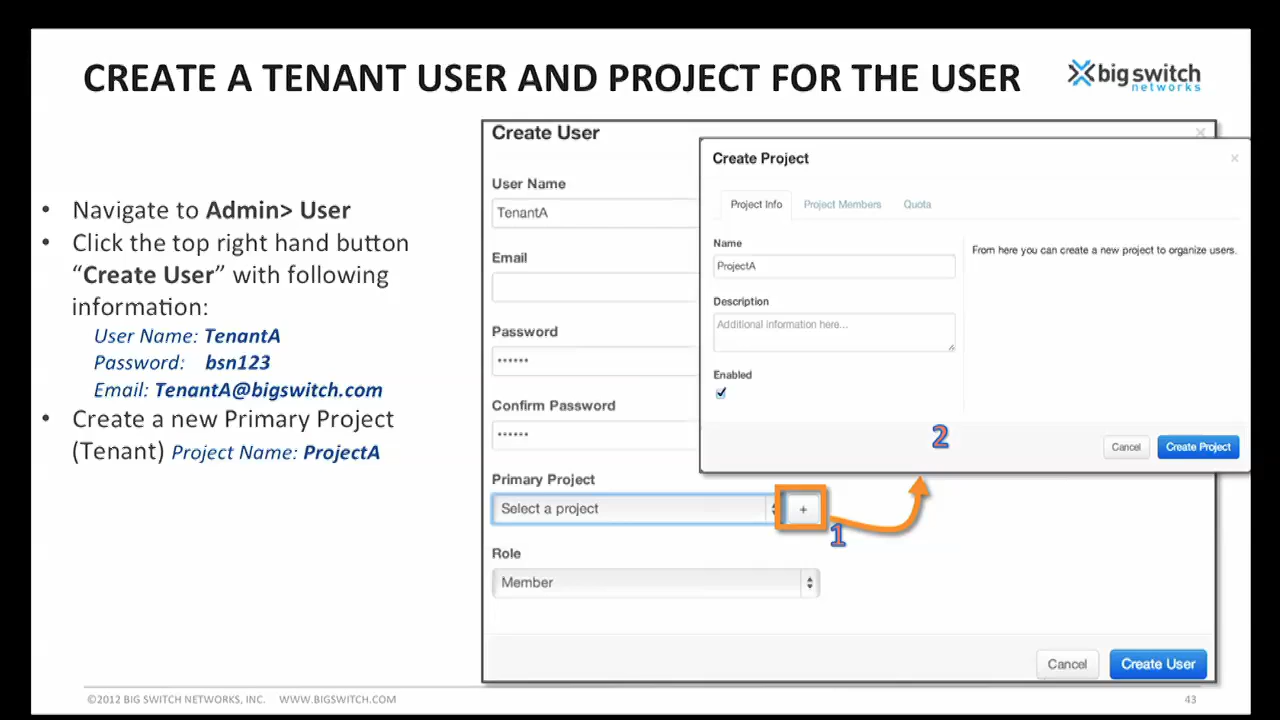 CREATE A TENANT USER AND PROJECT FOR THE USER
big switch
networks
• Navigate to Admin> User
• Click the top right hand button
“Create User” with following
information:
User Name: TenantA
Password: bsn123
Email: TenantA@bigswitch.com
• Create a new Primary Project
(Tenant) Project Name: ProjectA
Create User
×
User Name
TenantA
Email
Password
••••••
Confirm Password
••••••
Primary Project
Select a project
+
1
Role
Member
Cancel
Create User
Create Project
×
Project Info
Project Members
Quota
Name
ProjectA
From here you can create a new project to organize users.
Description
Additional information here...
Enabled
2
Cancel
Create Project
©2012 BIG SWITCH NETWORKS, INC. WWW.BIGSWITCH.COM
43